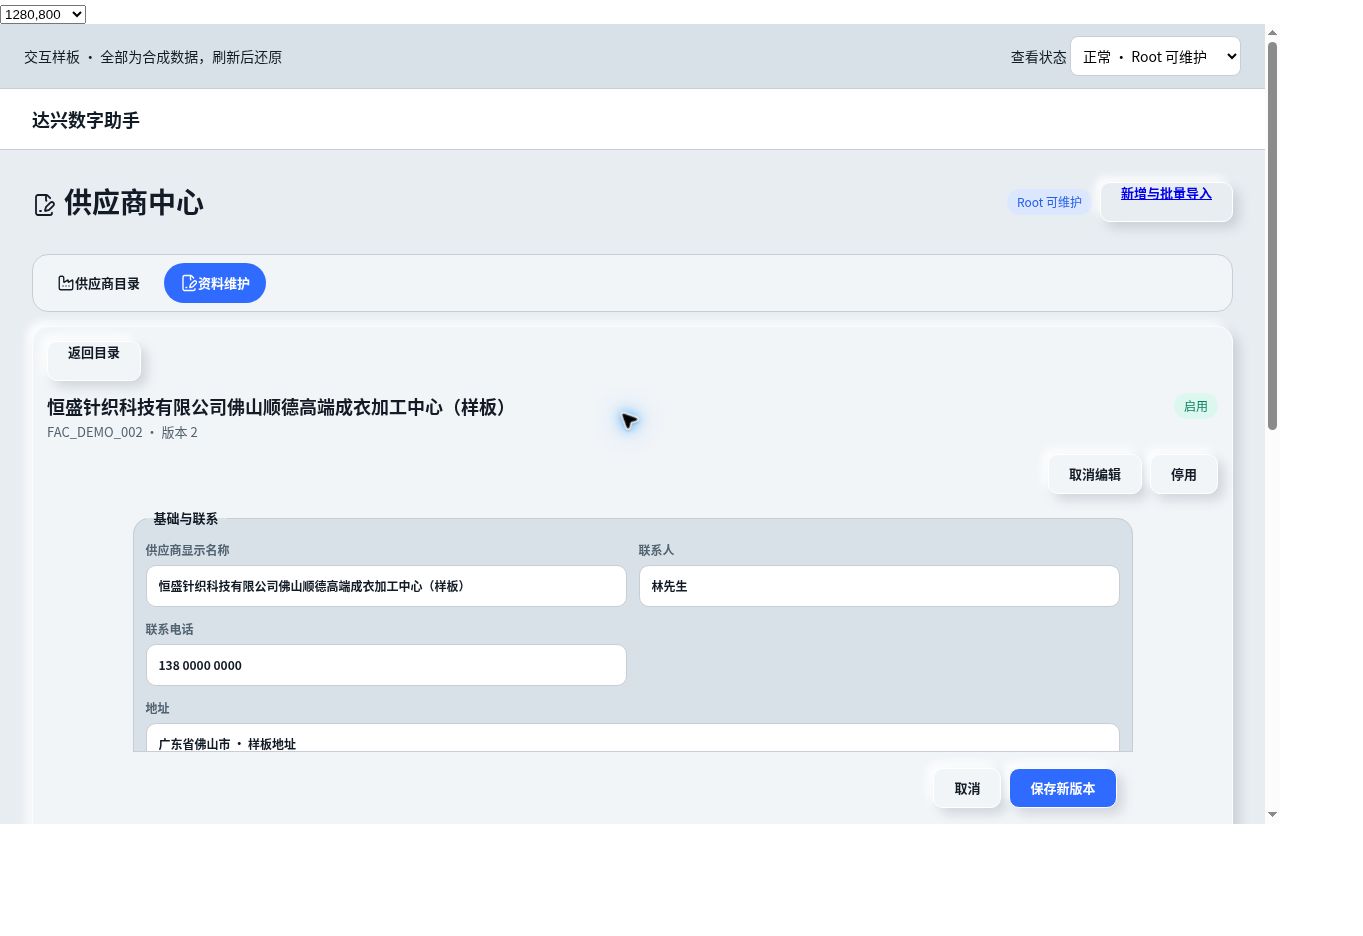 1280,800
交互样板 · 全部为合成数据，刷新后还原
查看状态 正常 · Root 可维护
达兴数字助手
供应商中心
Root 可维护
新增与批量导入
供应商目录 资料维护
返回目录
恒盛针织科技有限公司佛山顺德高端成衣加工中心（样板）
启用
FAC_DEMO_002 · 版本 2
取消编辑 停用
基础与联系
供应商显示名称 联系人
恒盛针织科技有限公司佛山顺德高端成衣加工中心（样板） 林先生
联系电话
138 0000 0000
地址
广东省佛山市 · 样板地址
取消 保存新版本